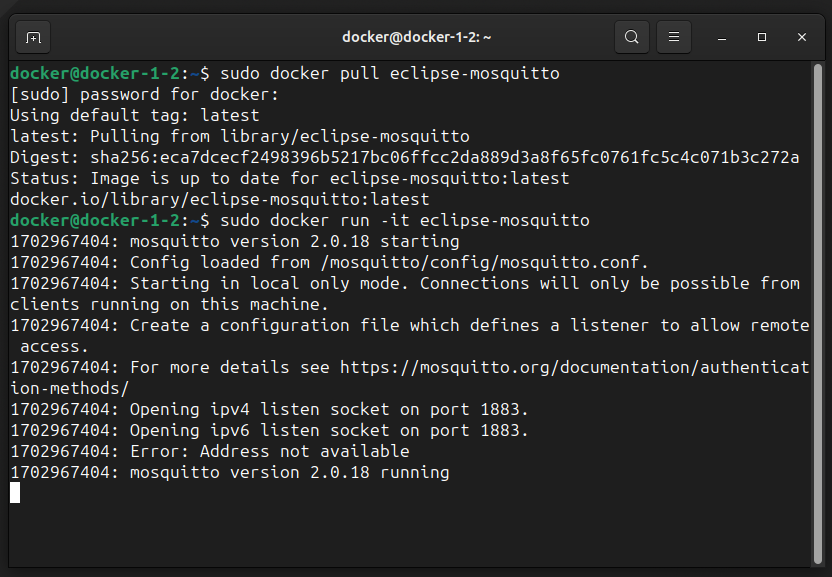 docker@docker-1-2: ~
docker@docker-1-2:~$ sudo docker pull eclipse-mosquitto
[sudo] password for docker:
Using default tag: latest
latest: Pulling from library/eclipse-mosquitto
Digest: sha256:eca7dcecf2498396b5217bc06ffcc2da889d3a8f65fc0761fc5c4c071b3c272a
Status: Image is up to date for eclipse-mosquitto:latest
docker.io/library/eclipse-mosquitto:latest
docker@docker-1-2:~$ sudo docker run -it eclipse-mosquitto
1702967404: mosquitto version 2.0.18 starting
1702967404: Config loaded from /mosquitto/config/mosquitto.conf.
1702967404: Starting in local only mode. Connections will only be possible from
clients running on this machine.
1702967404: Create a configuration file which defines a listener to allow remote
 access.
1702967404: For more details see https://mosquitto.org/documentation/authenticat
ion-methods/
1702967404: Opening ipv4 listen socket on port 1883.
1702967404: Opening ipv6 listen socket on port 1883.
1702967404: Error: Address not available
1702967404: mosquitto version 2.0.18 running